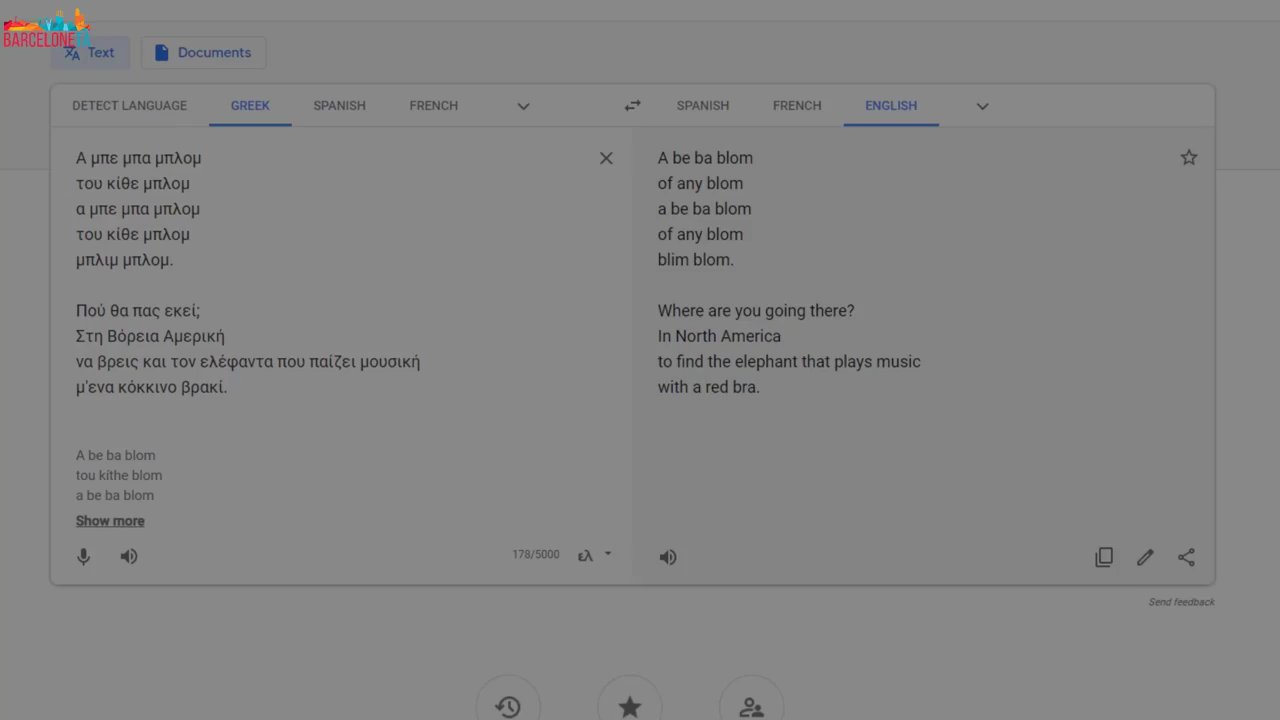 BARCELONETA
Text
Documents
DETECT LANGUAGE
GREEK
SPANISH
FRENCH
SPANISH
FRENCH
ENGLISH
Α μπε μπα μπλομ
του κίθε μπλομ
α μπε μπα μπλομ
του κίθε μπλομ
μπλιμ μπλομ.
Πού θα πας εκεί;
Στη Βόρεια Αμερική
να βρεις και τον ελέφαντα που παίζει μουσική
μ'ενα κόκκινο βρακί.
A be ba blom
tou kíthe blom
a be ba blom
Show more
178/5000
ελ
A be ba blom
of any blom
a be ba blom
of any blom
blim blom.
Where are you going there?
In North America
to find the elephant that plays music
with a red bra.
Send feedback